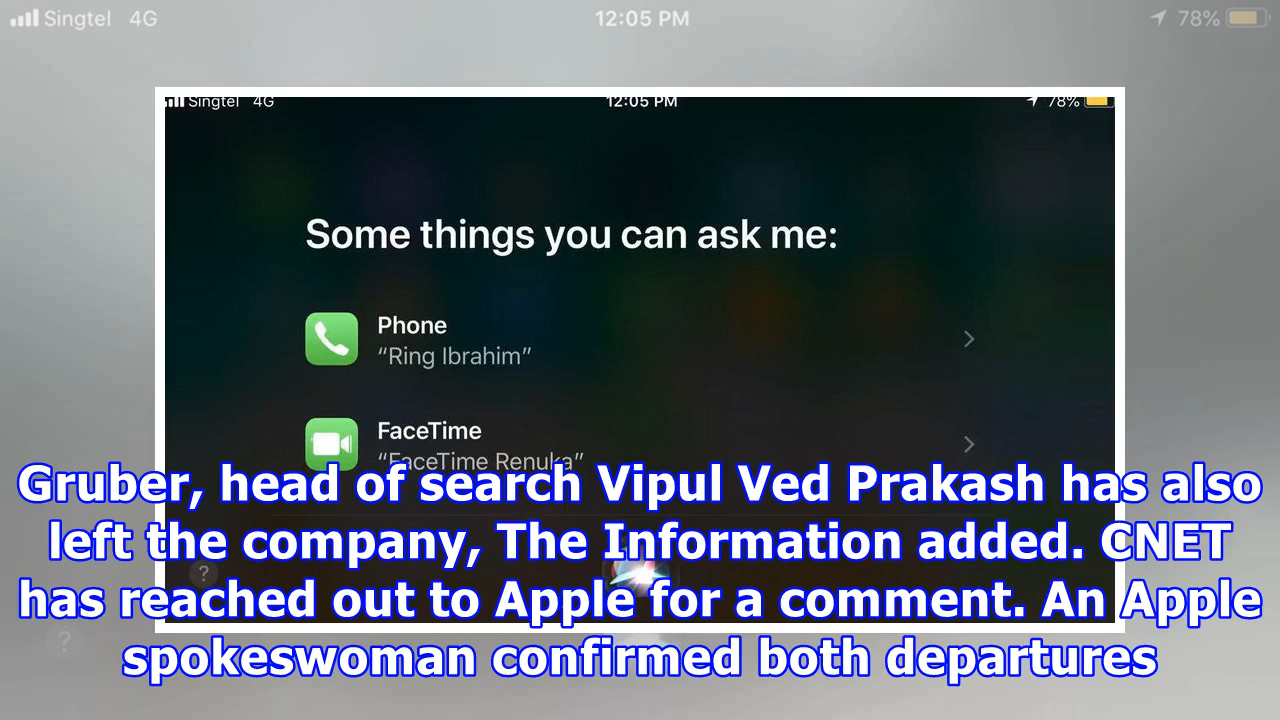 Singtel 4G 12:05 PM 78%
Singtel 4G 12:05 PM 78%
Some things you can ask me:
Phone
“Ring Ibrahim”
FaceTime
“FaceTime Renuka”
Gruber, head of search Vipul Ved Prakash has also
left the company, The Information added. CNET
has reached out to Apple for a comment. An Apple
spokeswoman confirmed both departures
?
?